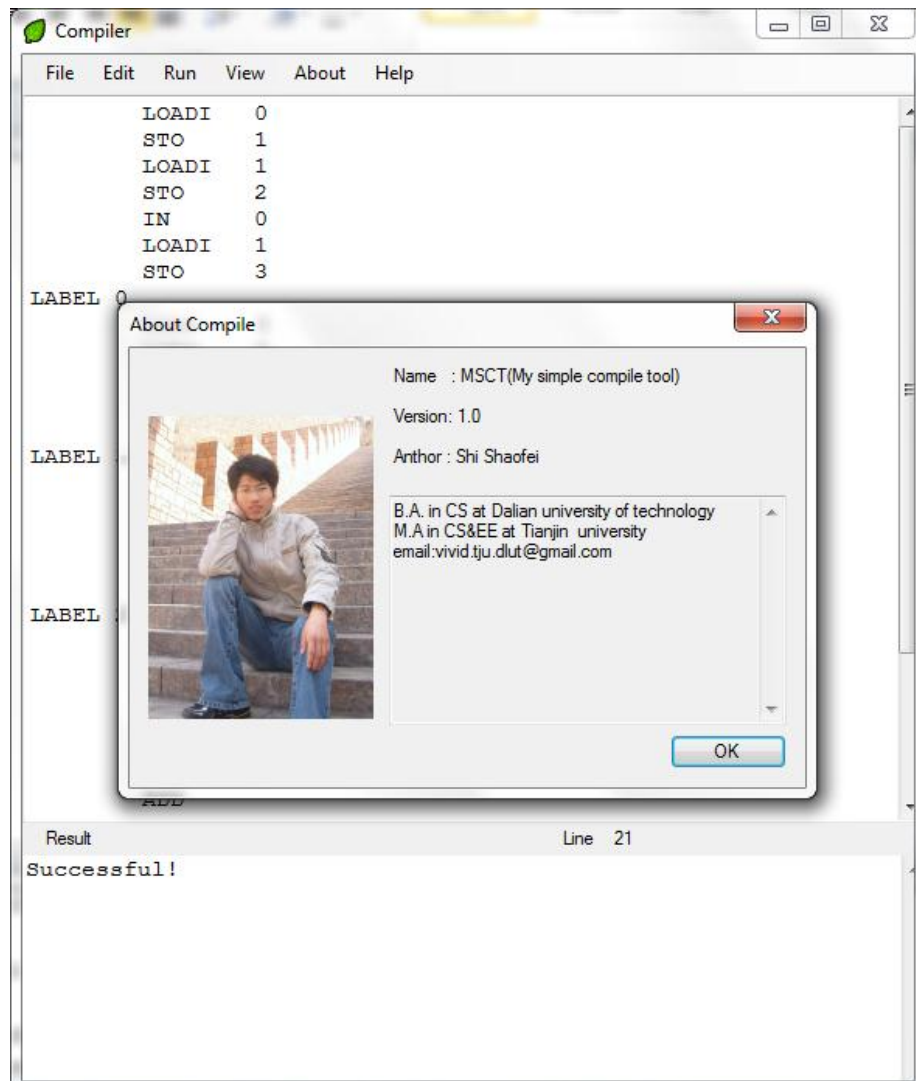 Compiler
File Edit Run View About Help
LOADI 0
STO 1
LOADI 1
STO 2
IN 0
LOADI 1
STO 3
LABEL 0
About Compile
Name : MSCT(My simple compile tool)
Version: 1.0
Anthor : Shi Shaofei
LABEL
B.A. in CS at Dalian university of technology
M.A in CS&EE at Tianjin university
email:vivid.tju.dlut@gmail.com
LABEL
OK
ADD
Result Line 21
Successful!